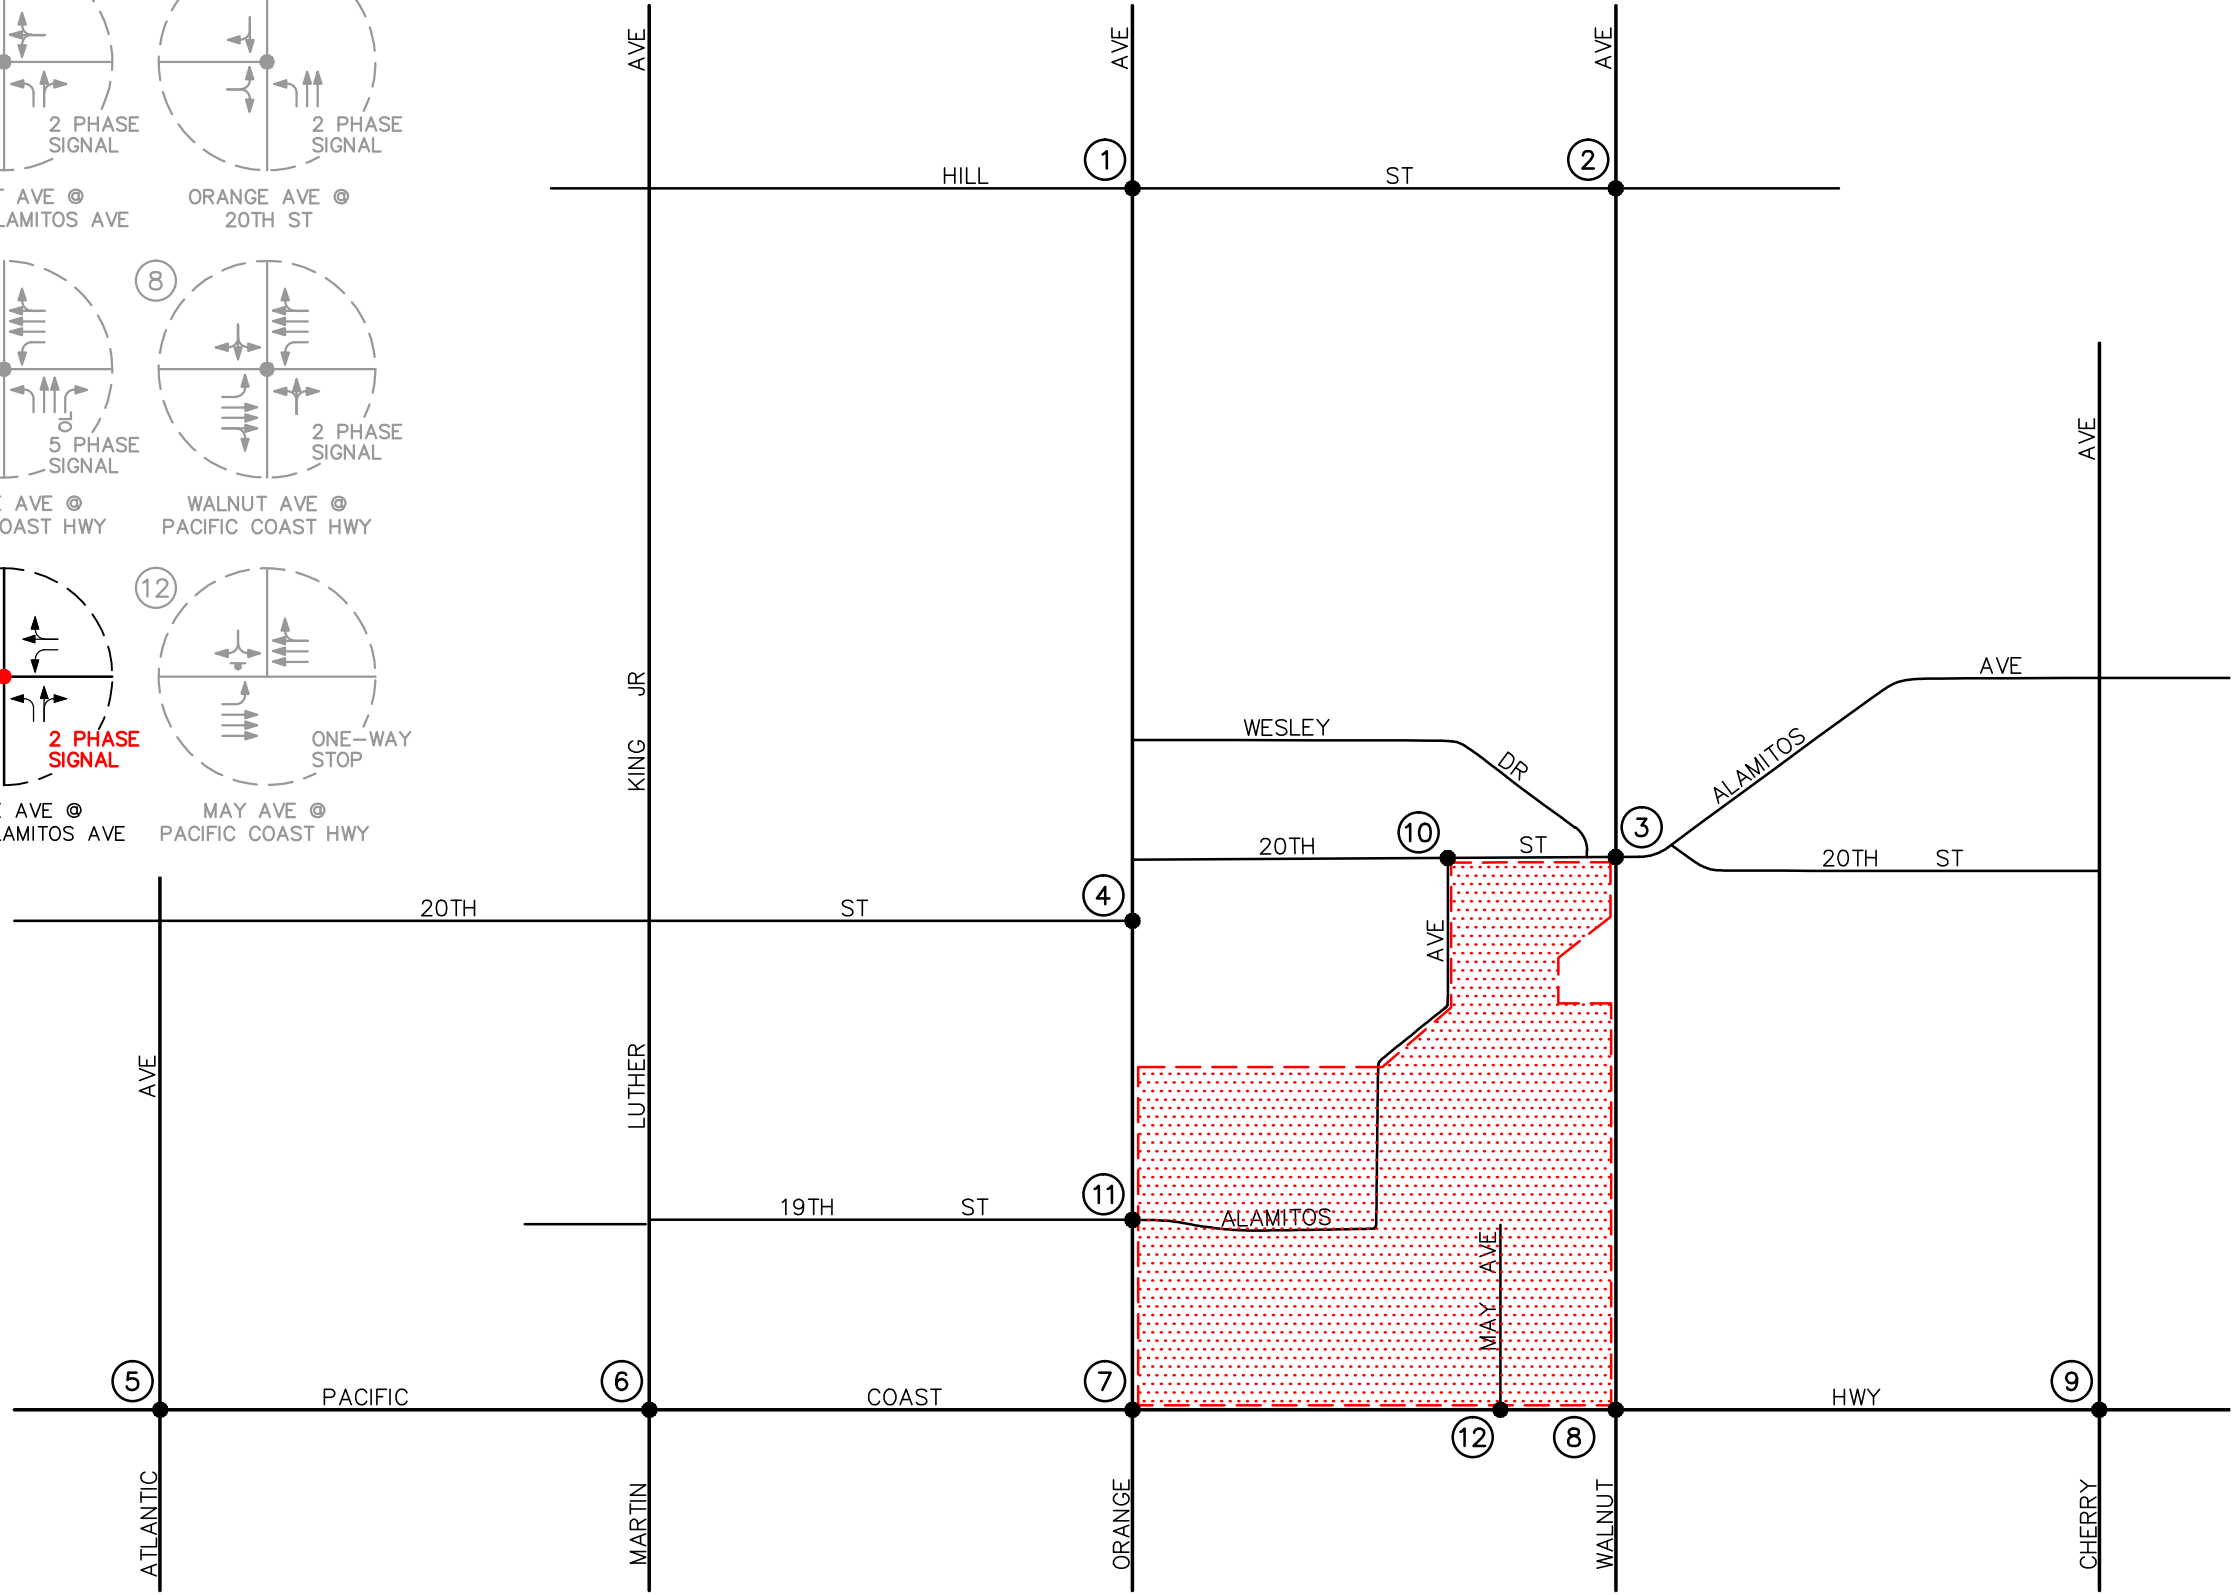 2 PHASE
SIGNAL
AVE @
LAMITOS AVE
2 PHASE
SIGNAL
ORANGE AVE @
20TH ST
OL
5 PHASE
SIGNAL
AVE @
OAST HWY
8
2 PHASE
SIGNAL
WALNUT AVE @
PACIFIC COAST HWY
2 PHASE
SIGNAL
AVE @
LAMITOS AVE
12
ONE-WAY
STOP
MAY AVE @
PACIFIC COAST HWY
AVE
AVE
AVE
1
2
HILL ST
AVE
AVE
WESLEY DR
ALAMITOS
KING JR
10
3
20TH ST
20TH ST
4
20TH ST
AVE
AVE
LUTHER
11
19TH ST
ALAMITOS
MAY AVE
5
6
7
9
PACIFIC COAST HWY
12
8
ATLANTIC
MARTIN
ORANGE
WALNUT
CHERRY